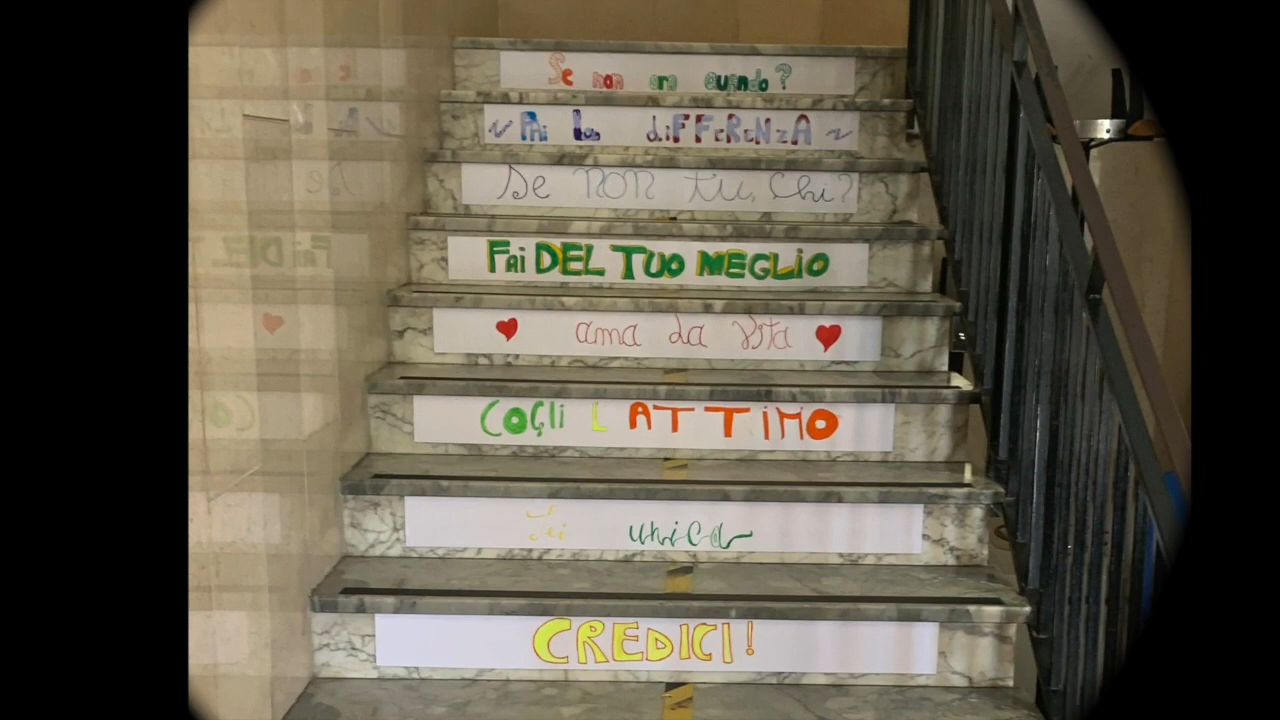 Se non ora quando?
~ FAi La diFFeReNzA ~
Se non tu, Chi?
FAi DEL TUO MEGLIO
ama La Vita
COGLi L ATTiMO
Sei unica
CREDICI!